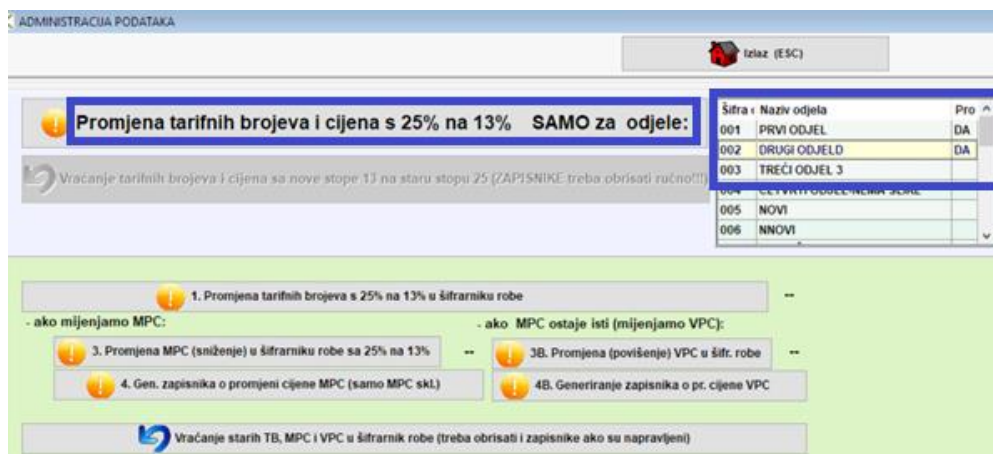 ADMINISTRACIJA PODATAKA
Izlaz (ESC)
Promjena tarifnih brojeva i cijena s 25% na 13% SAMO za odjele:
Vraćanje tarifnih brojeva i cijena sa nove stope 13 na staru stopu 25 (ZAPISNIKE treba obrisati ručno!!!)
Šifra Naziv odjela Pro
001 PRVI ODJEL DA
002 DRUGI ODJELD DA
003 TREĆI ODJEL 3
004 ČETVRTI ODJEL-NEMA SLIKE
005 NOVI
006 NNOVI
1. Promjena tarifnih brojeva s 25% na 13% u šifrarniku robe --
- ako mijenjamo MPC:
- ako MPC ostaje isti (mijenjamo VPC):
3. Promjena MPC (sniženje) u šifrarniku robe sa 25% na 13% --
3B. Promjena (povišenje) VPC u šifr. robe --
4. Gen. zapisnika o promjeni cijene MPC (samo MPC skl.)
4B. Generiranje zapisnika o pr. cijene VPC
Vraćanje starih TB, MPC i VPC u šifrarnik robe (treba obrisati i zapisnike ako su napravljeni)